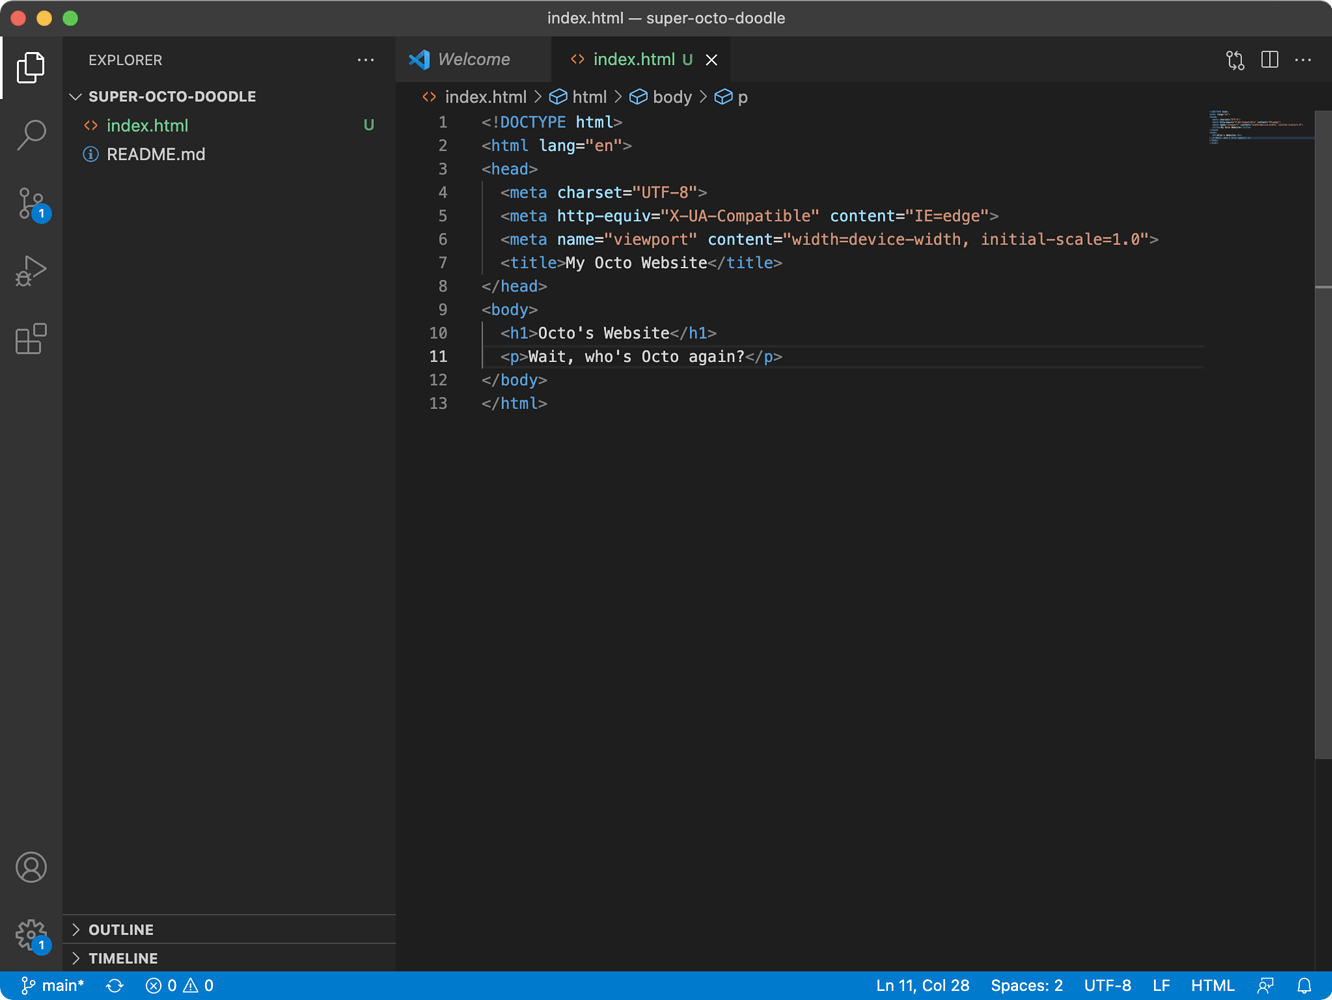 index.html — super-octo-doodle
EXPLORER
SUPER-OCTO-DOODLE
index.html U
README.md
1
Welcome
index.html U
index.html > html > body > p
1 <!DOCTYPE html>
2 <html lang="en">
3 <head>
4 <meta charset="UTF-8">
5 <meta http-equiv="X-UA-Compatible" content="IE=edge">
6 <meta name="viewport" content="width=device-width, initial-scale=1.0">
7 <title>My Octo Website</title>
8 </head>
9 <body>
10 <h1>Octo's Website</h1>
11 <p>Wait, who's Octo again?</p>
12 </body>
13 </html>
1
OUTLINE
TIMELINE
main* 0 0 Ln 11, Col 28 Spaces: 2 UTF-8 LF HTML